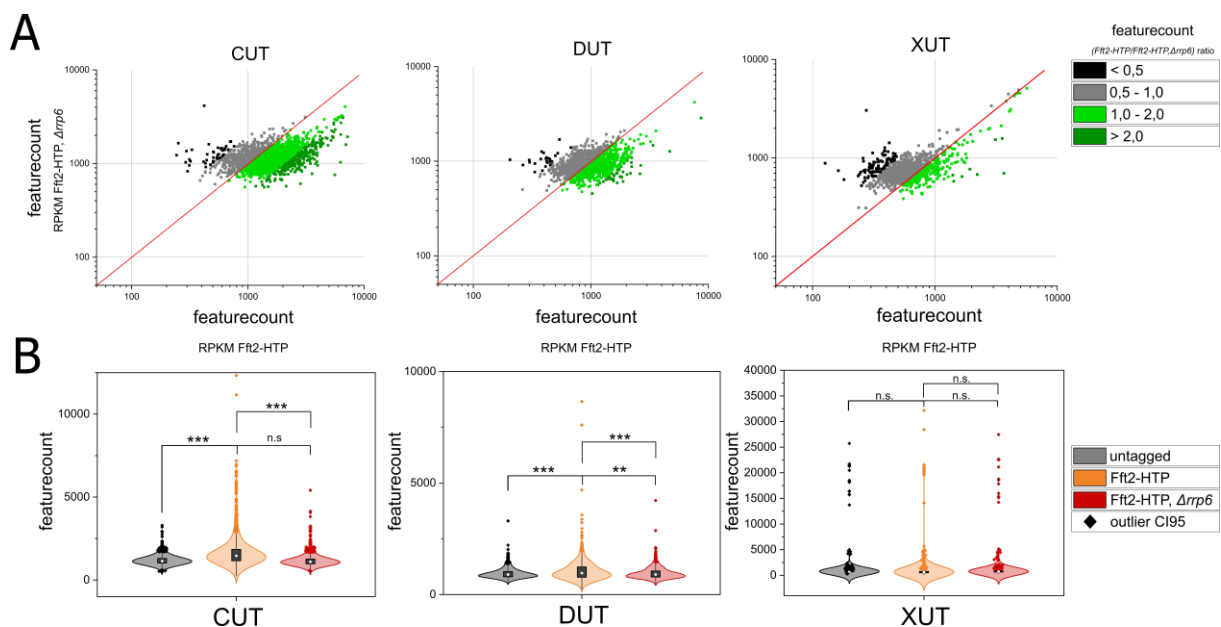 A
CUT
DUT
XUT
featurecount
(Fft2-HTP/Fft2-HTP,Δrrp6) ratio
< 0,5
0,5 - 1,0
1,0 - 2,0
> 2,0
featurecount
RPKM Fft2-HTP, Δrrp6
10000
1000
100
100
1000
10000
featurecount
RPKM Fft2-HTP
10000
1000
100
100
1000
10000
featurecount
RPKM Fft2-HTP
10000
1000
100
100
1000
10000
featurecount
RPKM Fft2-HTP
B
featurecount
10000
5000
0
***
***
n.s
CUT
featurecount
10000
5000
0
***
***
**
DUT
featurecount
40000
35000
30000
25000
20000
15000
10000
5000
0
n.s.
n.s.
n.s.
XUT
untagged
Fft2-HTP
Fft2-HTP, Δrrp6
outlier CI95